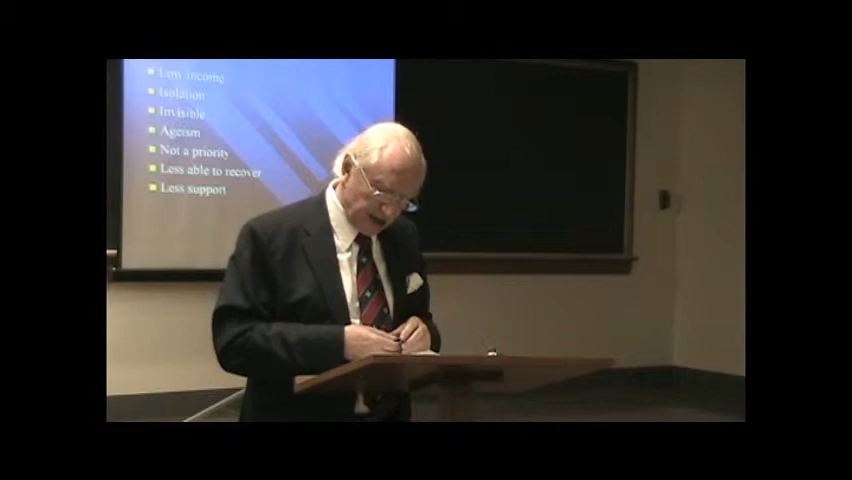 Low income
Isolation
Invisible
Ageism
Not a priority
Less able to recover
Less support